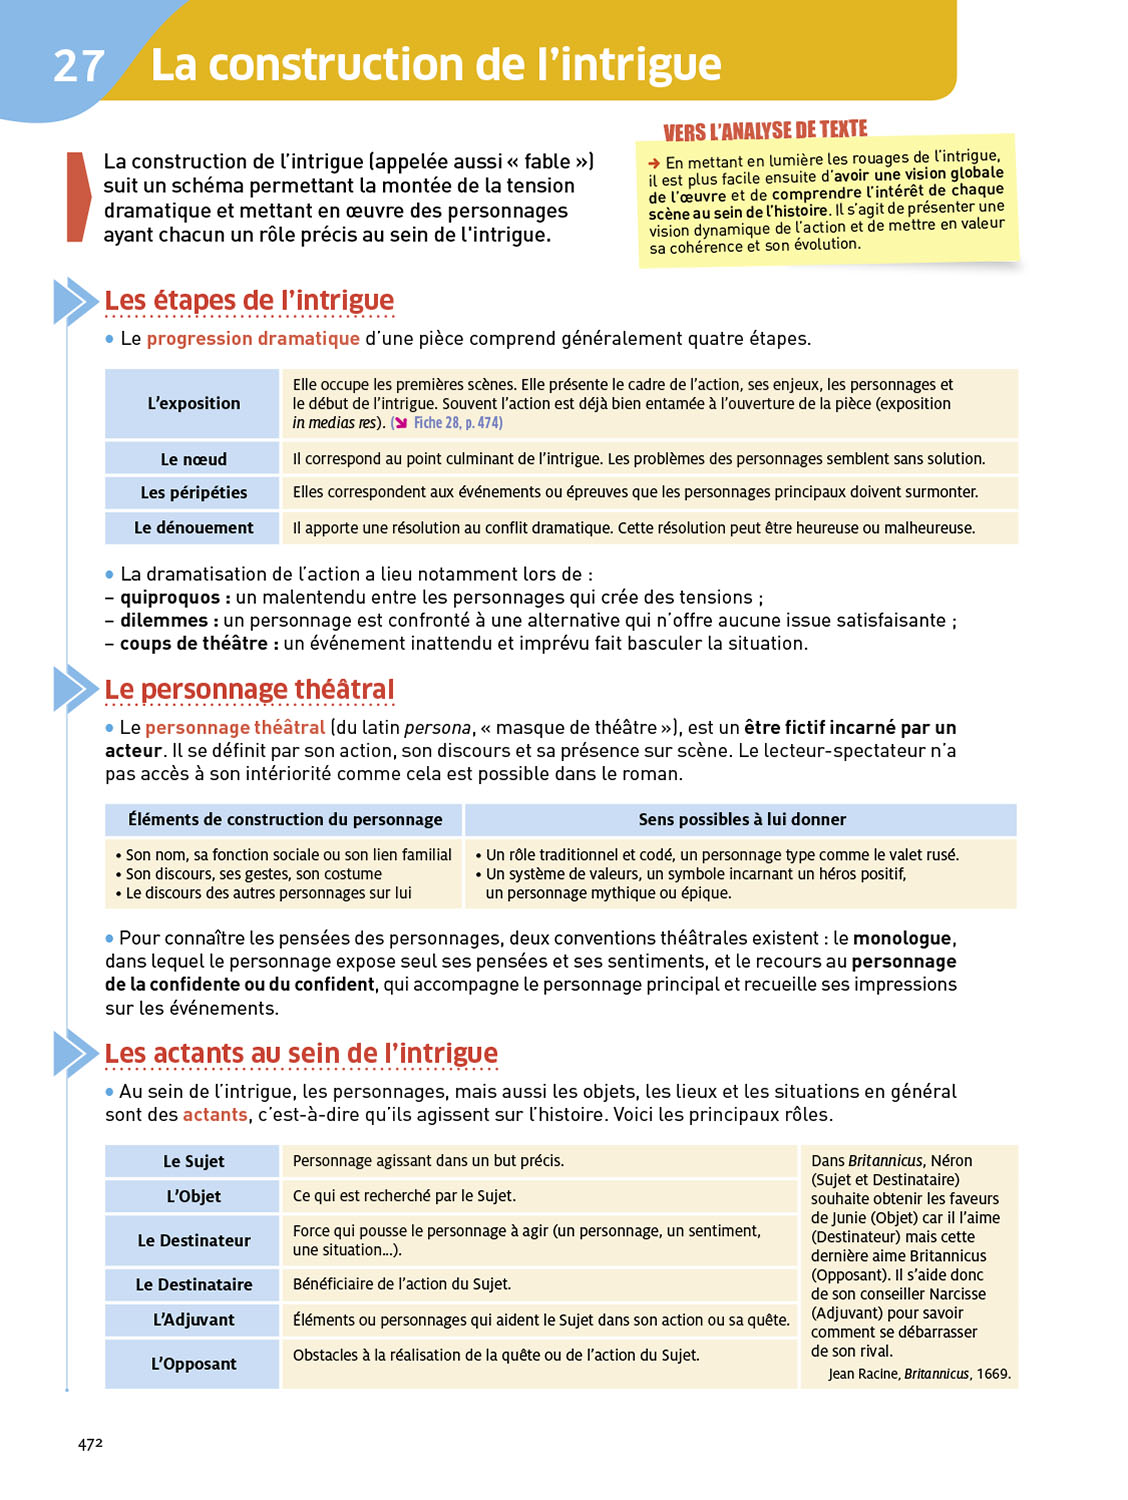 27 La construction de l’intrigue
La construction de l’intrigue (appelée aussi « fable »)
suit un schéma permettant la montée de la tension
dramatique et mettant en œuvre des personnages
ayant chacun un rôle précis au sein de l'intrigue.
VERS L’ANALYSE DE TEXTE
→ En mettant en lumière les rouages de l’intrigue,
il est plus facile ensuite d’avoir une vision globale
de l’œuvre et de comprendre l’intérêt de chaque
scène au sein de l’histoire. Il s’agit de présenter une
vision dynamique de l’action et de mettre en valeur
sa cohérence et son évolution.
Les étapes de l’intrigue
• Le progression dramatique d’une pièce comprend généralement quatre étapes.
L’exposition
Elle occupe les premières scènes. Elle présente le cadre de l’action, ses enjeux, les personnages et
le début de l’intrigue. Souvent l’action est déjà bien entamée à l’ouverture de la pièce (exposition
in medias res). (↘ Fiche 28, p. 474)
Le nœud
Il correspond au point culminant de l’intrigue. Les problèmes des personnages semblent sans solution.
Les péripéties
Elles correspondent aux événements ou épreuves que les personnages principaux doivent surmonter.
Le dénouement
Il apporte une résolution au conflit dramatique. Cette résolution peut être heureuse ou malheureuse.
• La dramatisation de l’action a lieu notamment lors de :
– quiproquos : un malentendu entre les personnages qui crée des tensions ;
– dilemmes : un personnage est confronté à une alternative qui n’offre aucune issue satisfaisante ;
– coups de théâtre : un événement inattendu et imprévu fait basculer la situation.
Le personnage théâtral
• Le personnage théâtral (du latin persona, « masque de théâtre »), est un être fictif incarné par un
acteur. Il se définit par son action, son discours et sa présence sur scène. Le lecteur-spectateur n’a
pas accès à son intériorité comme cela est possible dans le roman.
Éléments de construction du personnage
Sens possibles à lui donner
• Son nom, sa fonction sociale ou son lien familial
• Son discours, ses gestes, son costume
• Le discours des autres personnages sur lui
• Un rôle traditionnel et codé, un personnage type comme le valet rusé.
• Un système de valeurs, un symbole incarnant un héros positif,
un personnage mythique ou épique.
• Pour connaître les pensées des personnages, deux conventions théâtrales existent : le monologue,
dans lequel le personnage expose seul ses pensées et ses sentiments, et le recours au personnage
de la confidente ou du confident, qui accompagne le personnage principal et recueille ses impressions
sur les événements.
Les actants au sein de l’intrigue
• Au sein de l’intrigue, les personnages, mais aussi les objets, les lieux et les situations en général
sont des actants, c’est-à-dire qu’ils agissent sur l’histoire. Voici les principaux rôles.
Le Sujet
Personnage agissant dans un but précis.
L’Objet
Ce qui est recherché par le Sujet.
Le Destinateur
Force qui pousse le personnage à agir (un personnage, un sentiment,
une situation...).
Le Destinataire
Bénéficiaire de l’action du Sujet.
L’Adjuvant
Éléments ou personnages qui aident le Sujet dans son action ou sa quête.
L’Opposant
Obstacles à la réalisation de la quête ou de l’action du Sujet.
Dans Britannicus, Néron
(Sujet et Destinataire)
souhaite obtenir les faveurs
de Junie (Objet) car il l’aime
(Destinateur) mais cette
dernière aime Britannicus
(Opposant). Il s’aide donc
de son conseiller Narcisse
(Adjuvant) pour savoir
comment se débarrasser
de son rival.
Jean Racine, Britannicus, 1669.
472